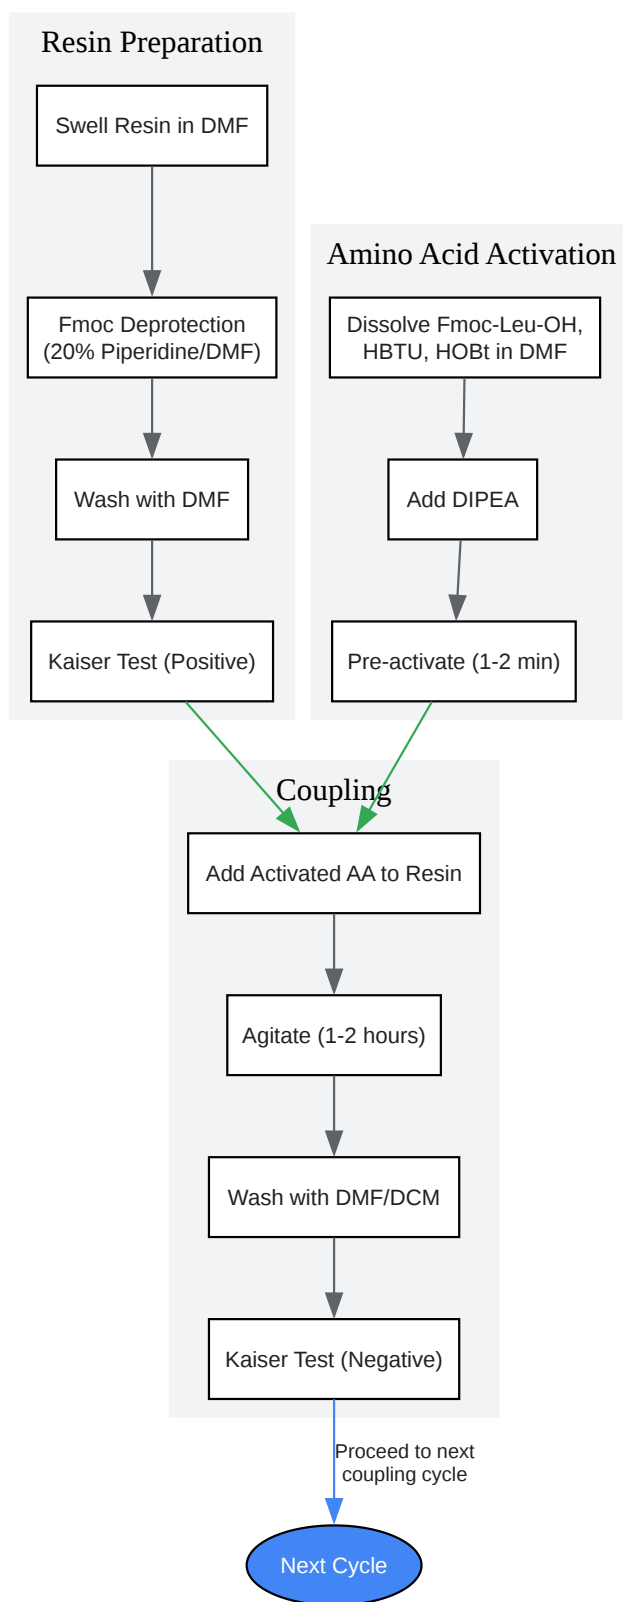 Resin Preparation
Swell Resin in DMF
Fmoc Deprotection
(20% Piperidine/DMF)
Wash with DMF
Kaiser Test (Positive)
Amino Acid Activation
Dissolve Fmoc-Leu-OH,
HBTU, HOBt in DMF
Add DIPEA
Pre-activate (1-2 min)
Coupling
Add Activated AA to Resin
Agitate (1-2 hours)
Wash with DMF/DCM
Kaiser Test (Negative)
Proceed to next
coupling cycle
Next Cycle